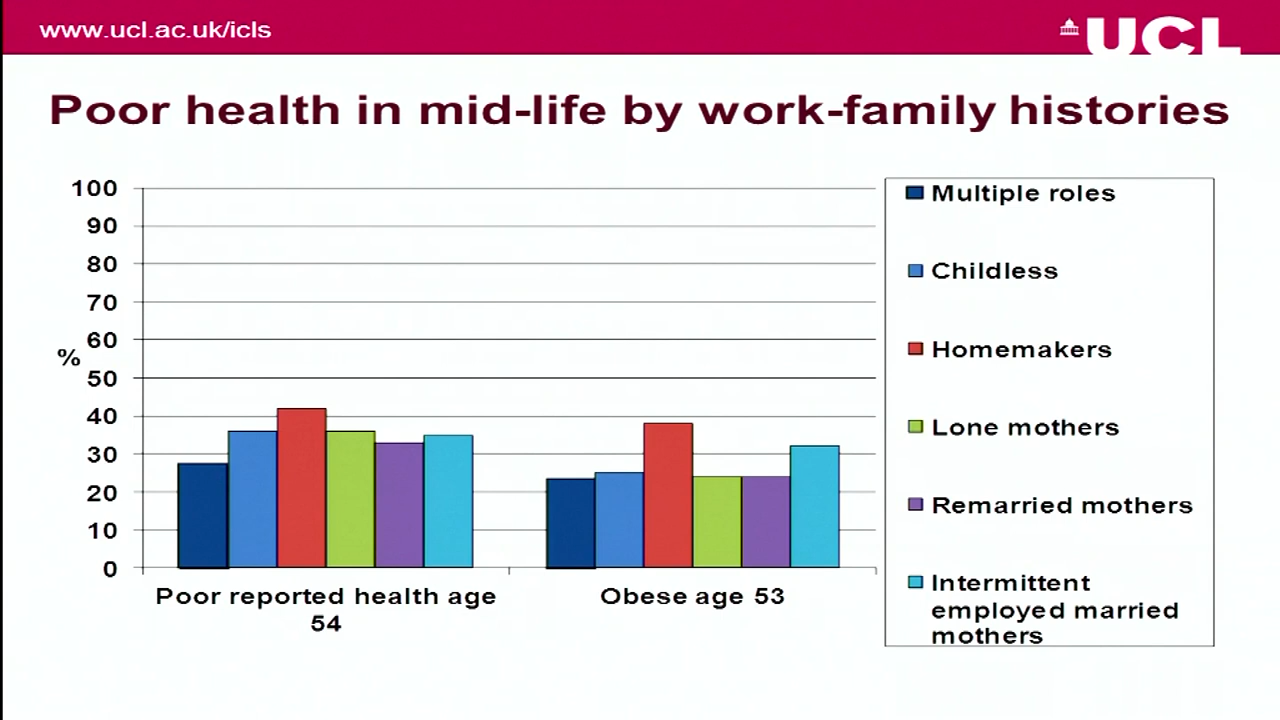 www.ucl.ac.uk/icls
UCL
Poor health in mid-life by work-family histories
100
90
80
70
60
%
50
40
30
20
10
0
Poor reported health age
54
Obese age 53
Multiple roles
Childless
Homemakers
Lone mothers
Remarried mothers
Intermittent
employed married
mothers